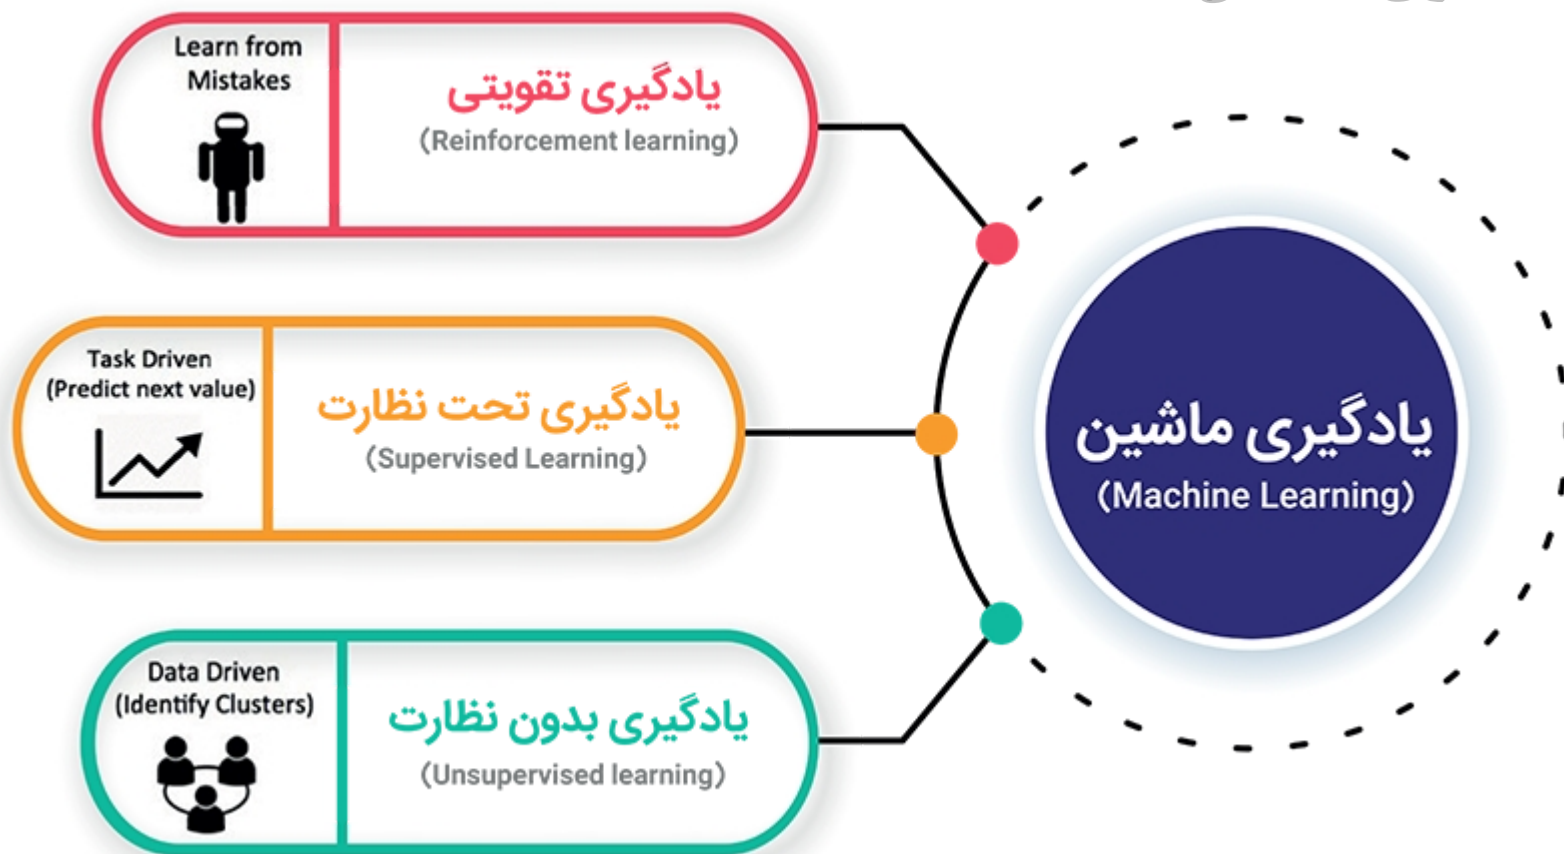 Learn from
Mistakes
یادگیری تقویتی
(Reinforcement learning)
Task Driven
(Predict next value)
یادگیری تحت نظارت
(Supervised Learning)
یادگیری ماشین
(Machine Learning)
Data Driven
(Identify Clusters)
یادگیری بدون نظارت
(Unsupervised learning)